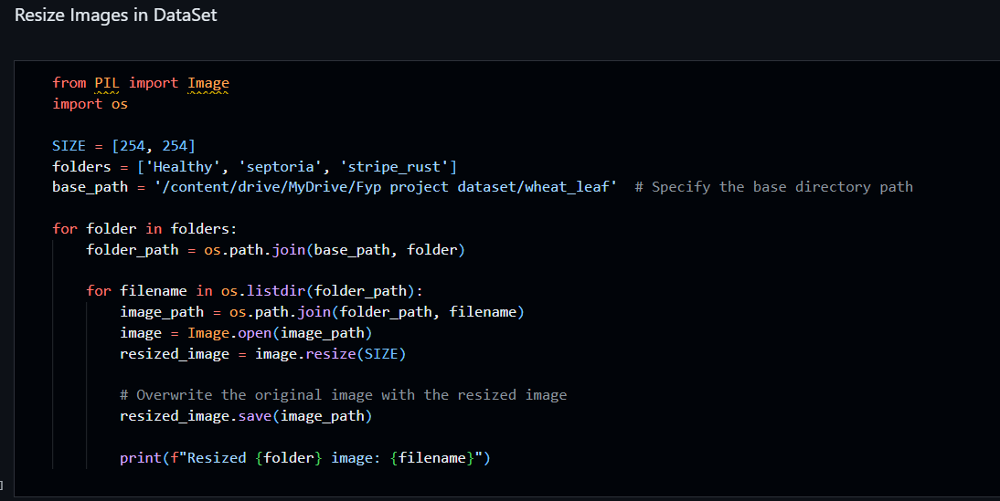 Resize Images in DataSet
from PIL import Image
import os
SIZE = [254, 254]
folders = ['Healthy', 'septoria', 'stripe_rust']
base_path = '/content/drive/MyDrive/Fyp project dataset/wheat_leaf'  # Specify the base directory path
for folder in folders:
    folder_path = os.path.join(base_path, folder)
    for filename in os.listdir(folder_path):
        image_path = os.path.join(folder_path, filename)
        image = Image.open(image_path)
        resized_image = image.resize(SIZE)
        # Overwrite the original image with the resized image
        resized_image.save(image_path)
        print(f"Resized {folder} image: {filename}")
]